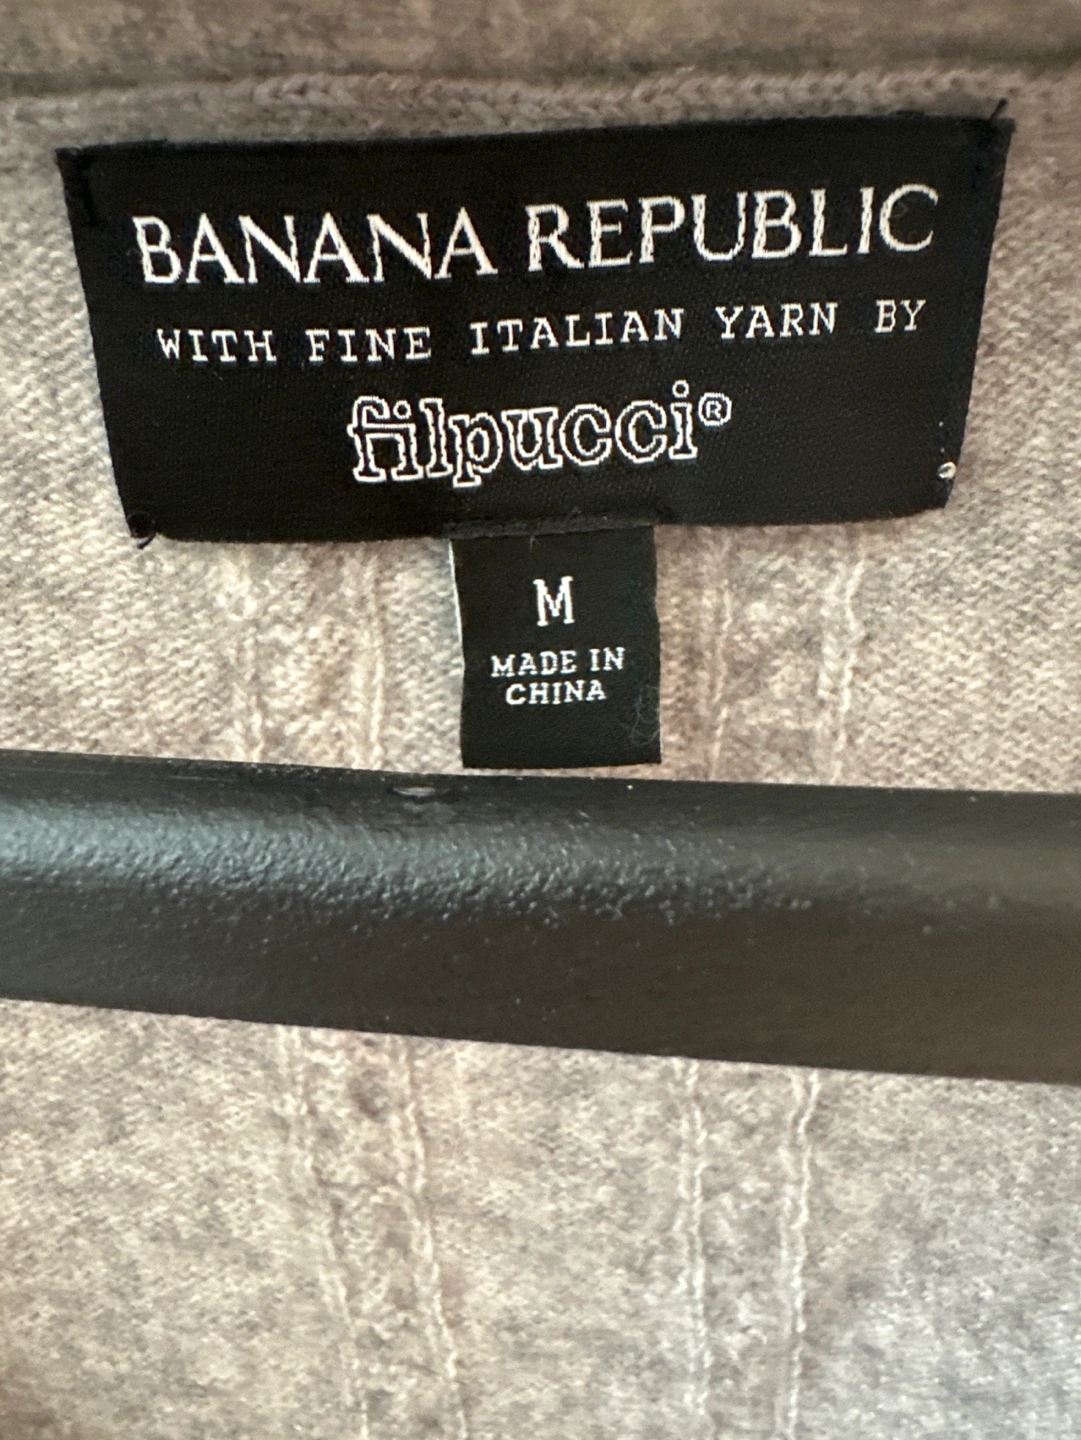 BANANA REPUBLIC
WITH FINE ITALIAN YARN BY
filpucci®
M
MADE IN
CHINA